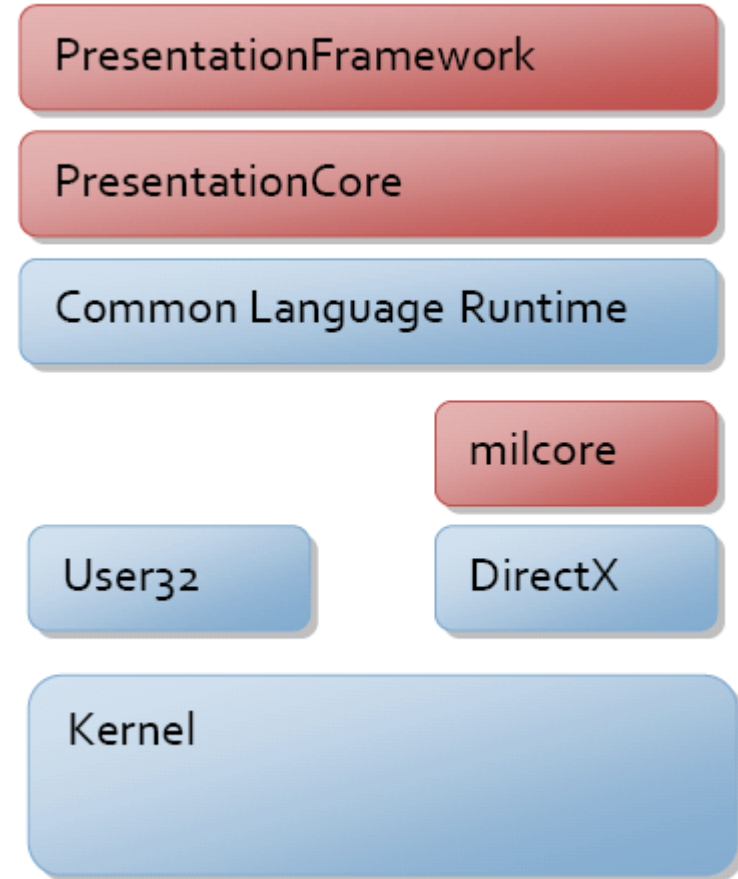 PresentationFramework
PresentationCore
Common Language Runtime
milcore
User32
DirectX
Kernel